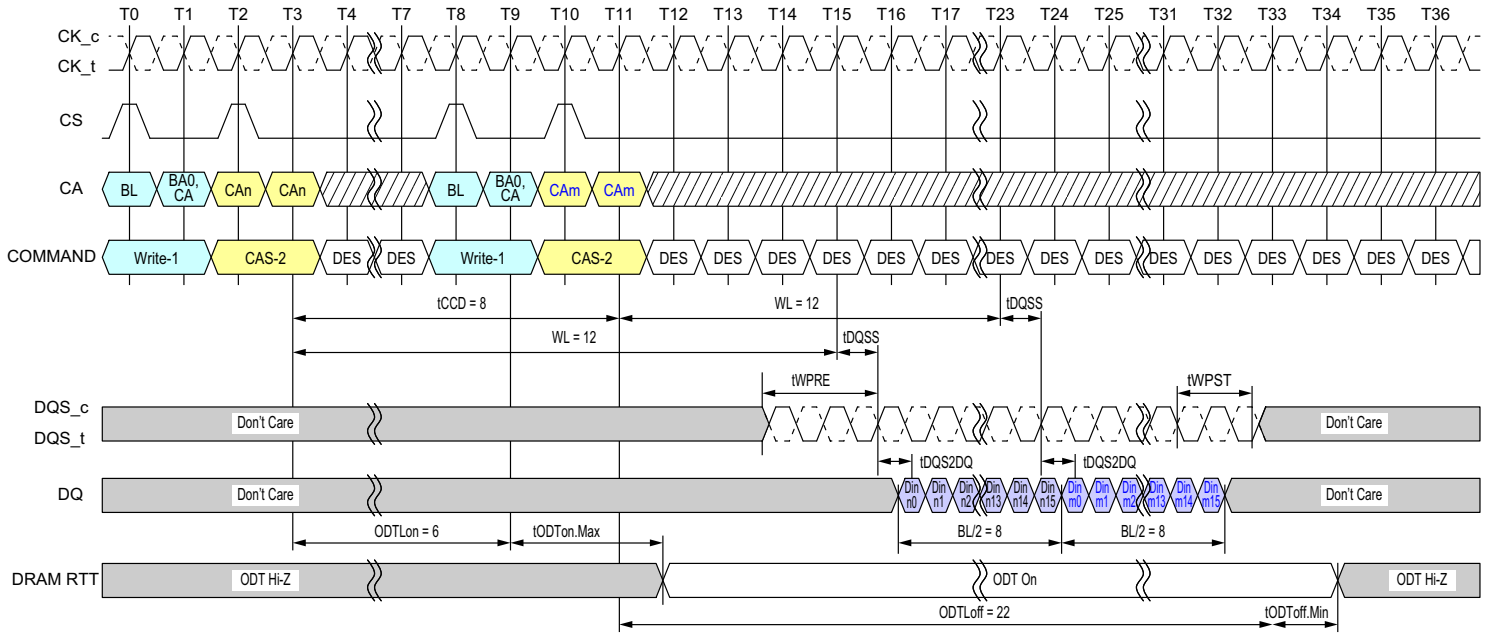 T0 T1 T2 T3 T4 T7 T8 T9 T10 T11 T12 T13 T14 T15 T16 T17 T23 T24 T25 T31 T32 T33 T34 T35 T36
CK_c
CK_t
CS
CA BL BA0, CA CAn CAn BL BA0, CA CAm CAm
COMMAND Write-1 CAS-2 DES DES Write-1 CAS-2 DES DES DES DES DES DES DES DES DES DES DES DES DES DES DES
tCCD = 8 WL = 12 tDQSS
WL = 12 tDQSS
tWPRE tWPST
DQS_c
DQS_t
Don't Care Don't Care
tDQS2DQ tDQS2DQ
DQ Don't Care Din n0 Din n1 Din n2 Din n13 Din n14 Din n15 Din m0 Din m1 Din m2 Din m13 Din m14 Din m15 Don't Care
ODTLon = 6 tODTon.Max BL/2 = 8 BL/2 = 8
DRAM RTT ODT Hi-Z ODT On ODT Hi-Z
ODTLoff = 22 tODToff.Min